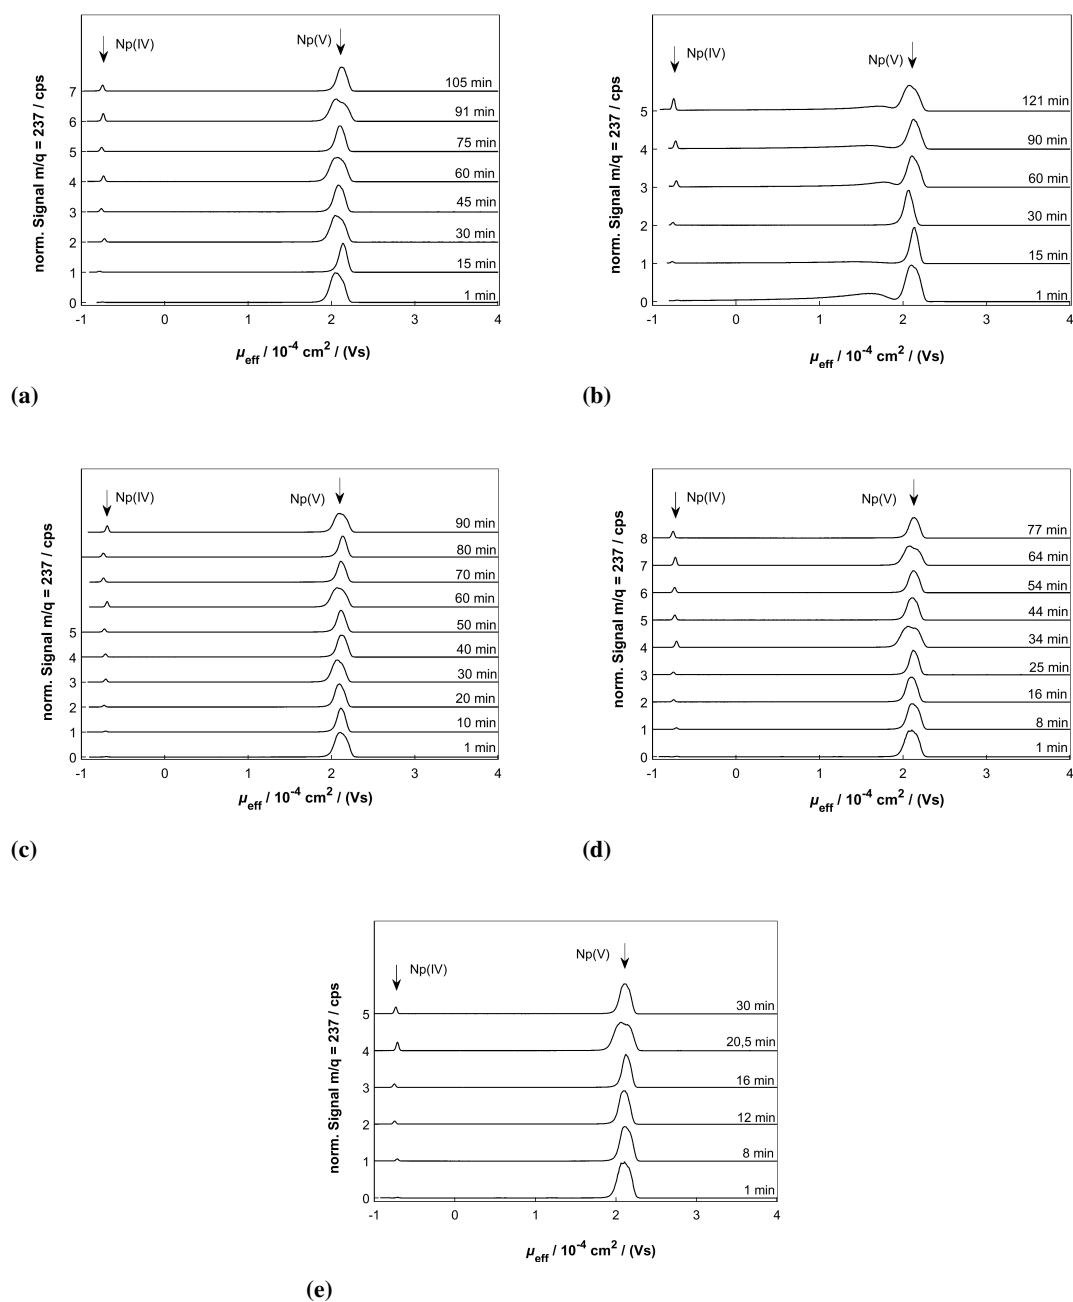 Np(IV)
Np(V)
norm. Signal m/q = 237 / cps
7
105 min
6
91 min
5
75 min
4
60 min
3
45 min
2
30 min
1
15 min
0
1 min
-1 0 1 2 3 4
μeff / 10-4 cm2 / (Vs)
(a)
Np(IV)
Np(V)
norm. Signal m/q = 237 / cps
5
121 min
4
90 min
3
60 min
2
30 min
1
15 min
0
1 min
-1 0 1 2 3 4
μeff / 10-4 cm2 / (Vs)
(b)
Np(IV)
Np(V)
norm. Signal m/q = 237 / cps
90 min
80 min
70 min
60 min
5
50 min
4
40 min
3
30 min
2
20 min
1
10 min
0
1 min
-1 0 1 2 3 4
μeff / 10-4 cm2 / (Vs)
(c)
Np(IV)
Np(V)
norm. Signal m/q = 237 / cps
8
77 min
7
64 min
6
54 min
5
44 min
4
34 min
3
25 min
2
16 min
1
8 min
0
1 min
-1 0 1 2 3 4
μeff / 10-4 cm2 / (Vs)
(d)
Np(IV)
Np(V)
norm. Signal m/q = 237 / cps
5
30 min
4
20,5 min
3
16 min
2
12 min
1
8 min
0
1 min
-1 0 1 2 3 4
μeff / 10-4 cm2 / (Vs)
(e)